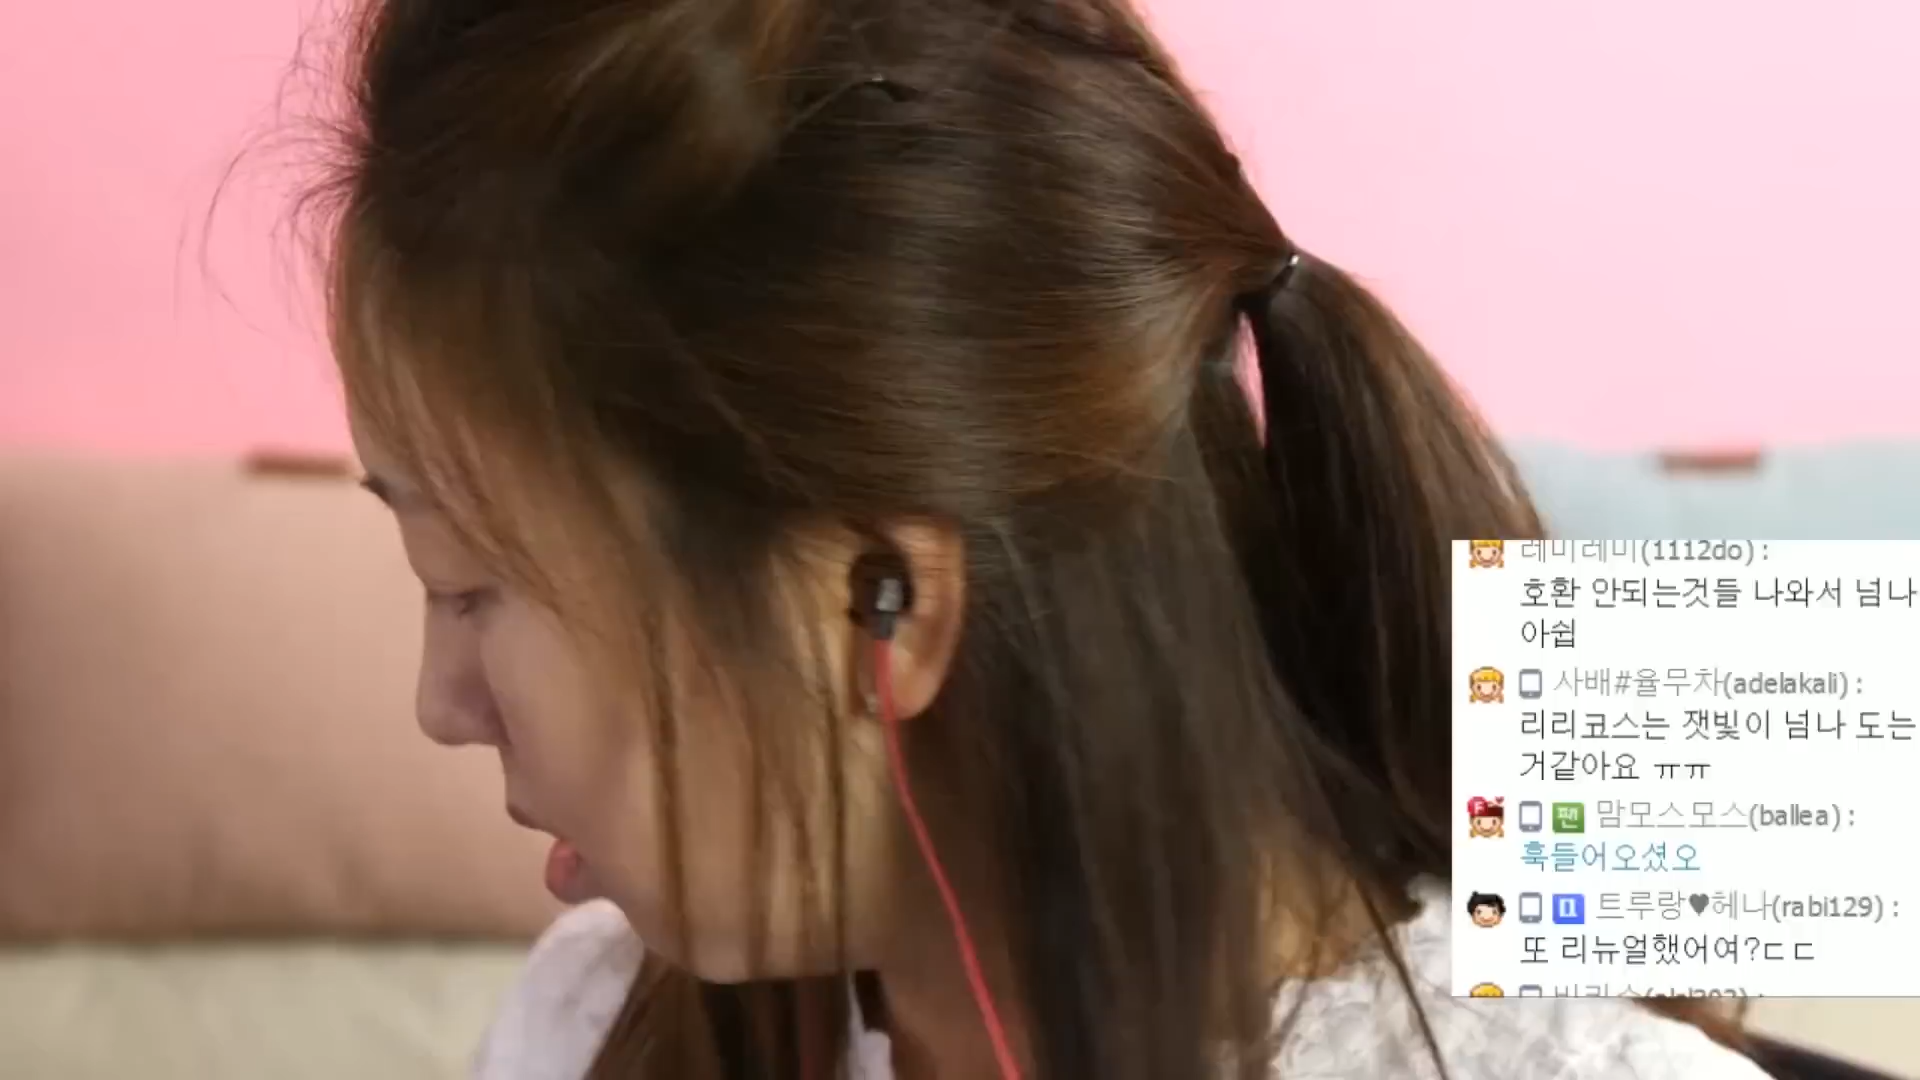 레미레미(1112do) :
호환 안되는것들 나와서 넘나
아쉽
사배#율무차(adelakali) :
리리코스는 잿빛이 넘나 도는
거같아요 ㅠㅠ
팬 맘모스모스(ballea) :
훅들어오셨오
트루랑♥헤나(rabi129) :
또 리뉴얼했어여?ㄷㄷ